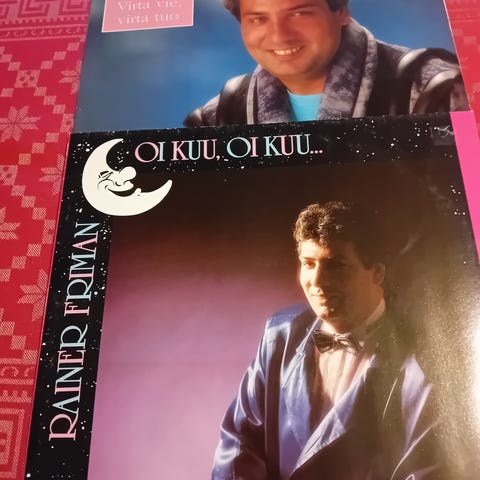 Virta vie,
virta tuo
OI KUU, OI KUU...
RAINER FRIMAN